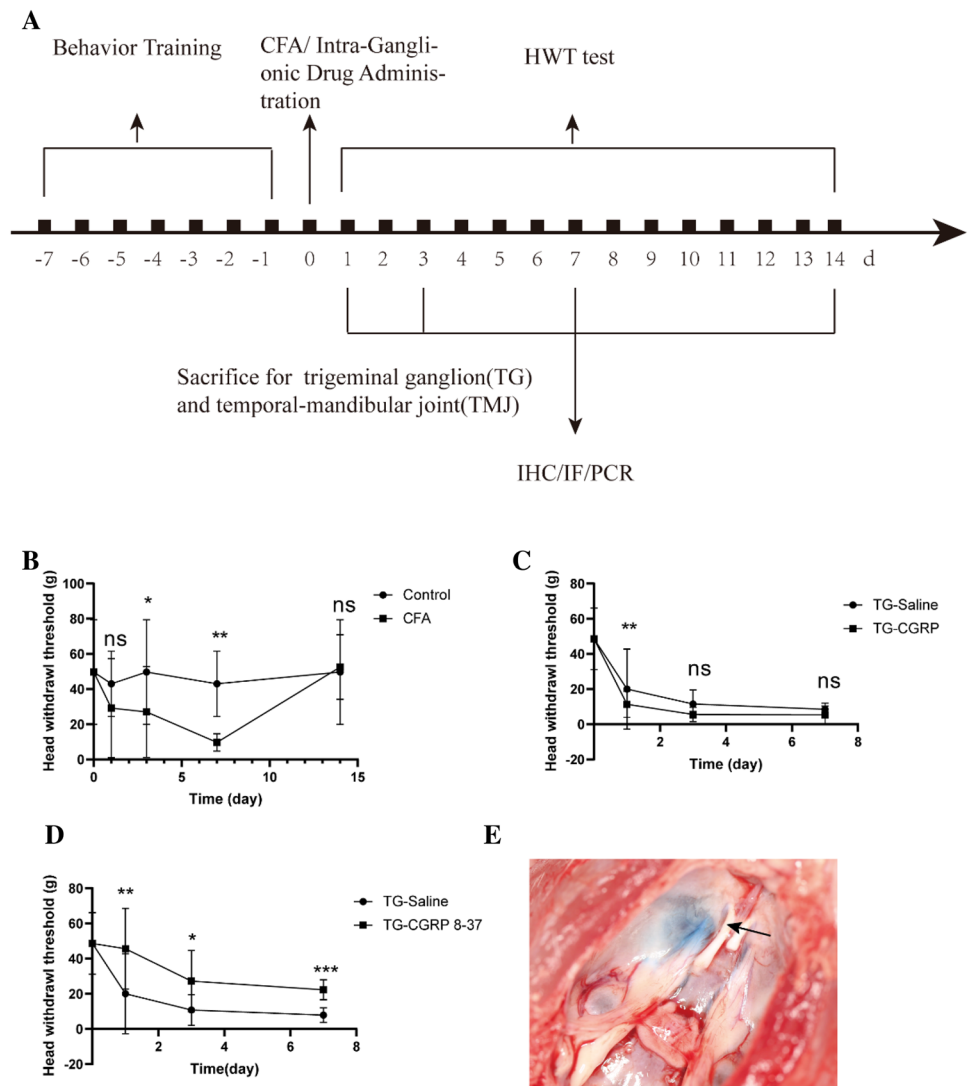 A
Behavior Training
CFA/ Intra-Gangli-
onic Drug Adminis-
tration
HWT test
-7 -6 -5 -4 -3 -2 -1 0 1 2 3 4 5 6 7 8 9 10 11 12 13 14 d
Sacrifice for trigeminal ganglion(TG)
and temporal-mandibular joint(TMJ)
IHC/IF/PCR
B
Head withdrawl threshold (g)
100
80
60
40
20
0
0 5 10 15
Time (day)
ns
*
**
ns
Control
CFA
C
Head withdrawl threshold (g)
80
60
40
20
0
-20
2 4 6 8
Time (day)
**
ns
ns
TG-Saline
TG-CGRP
D
Head withdrawl threshold (g)
80
60
40
20
0
-20
2 4 6 8
Time(day)
**
*
***
TG-Saline
TG-CGRP 8-37
E